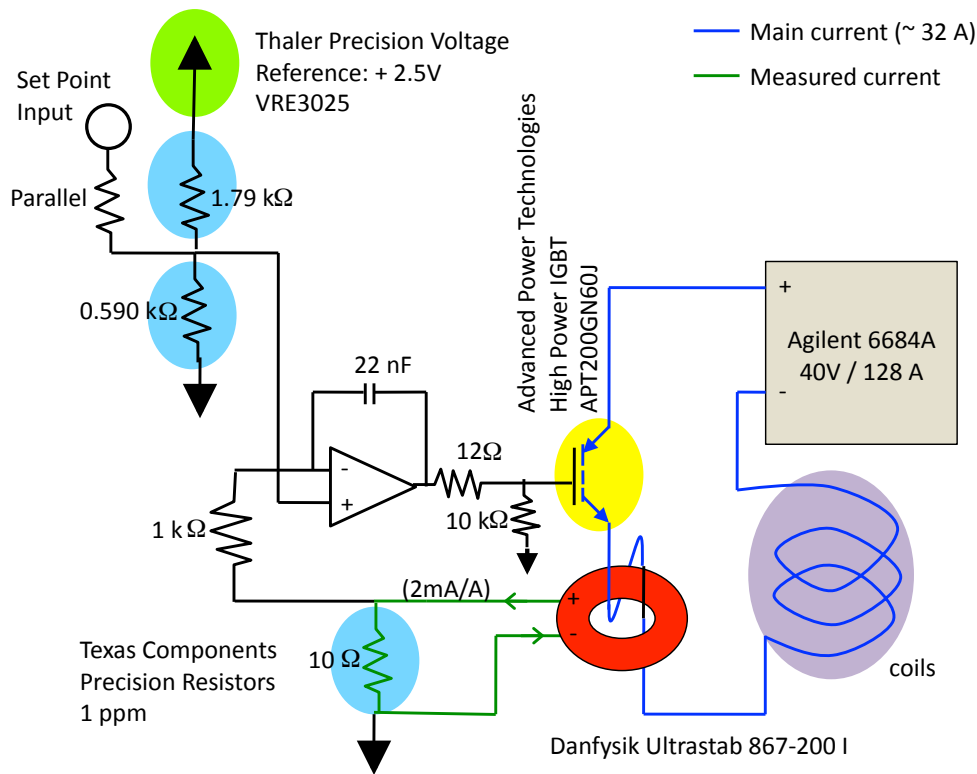 Thaler Precision Voltage
Reference: + 2.5V
VRE3025
Main current (~ 32 A)
Measured current
Set Point
Input
Parallel
1.79 kΩ
0.590 kΩ
Advanced Power Technologies
High Power IGBT
APT200GN60J
+
Agilent 6684A
40V / 128 A
-
22 nF
-
+
12Ω
10 kΩ
1 kΩ
(2mA/A)
+
-
10 Ω
Texas Components
Precision Resistors
1 ppm
coils
Danfysik Ultrastab 867-200 I